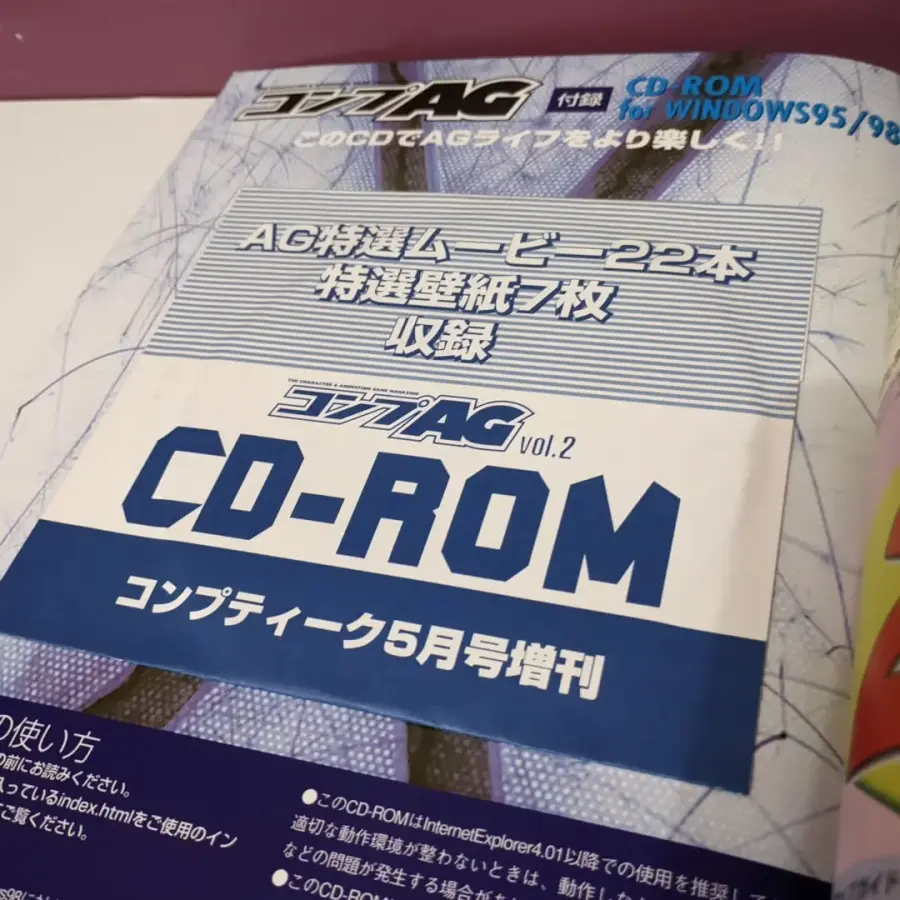 コンプAG 付録 CD-ROM
for WINDOWS95/98
このCDでAGライフをより楽しく!!
AG特選ムービー22本
特選壁紙7枚
収録
THE CHARACTER & ANIMATION GAME MAGAZINE
コンプAG vol.2
CD-ROM
コンプティーク5月号増刊
の使い方
の前にお読みください。
入っているindex.htmlをご使用のイン
てご覧ください。
●このCD-ROMはInternetExplorer4.01以降での使用を推奨して
適切な動作環境が整わないときは、動作し
などの問題が発生する場合があ
●このCD-ROM